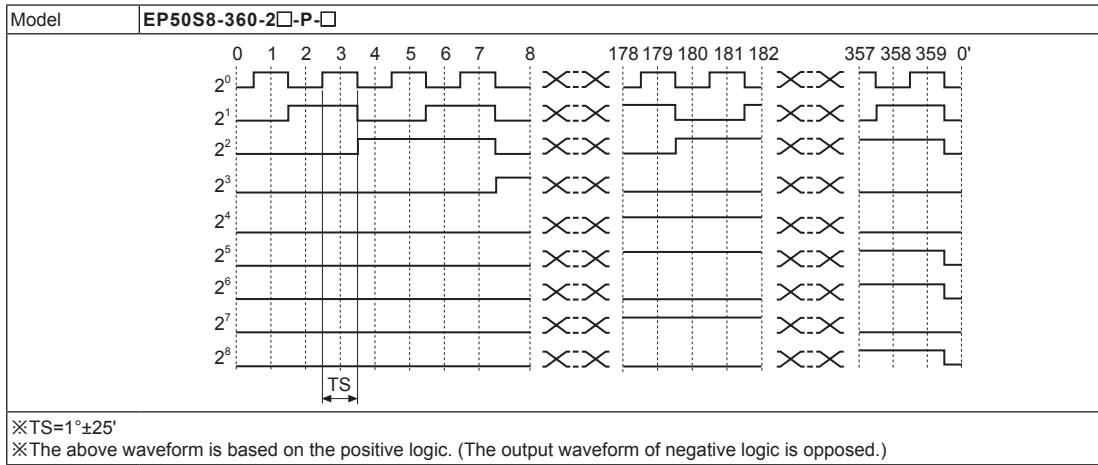 Model EP50S8-360-2□-P-□
0 1 2 3 4 5 6 7 8 178 179 180 181 182 357 358 359 0'
2⁰
2¹
2²
2³
2⁴
2⁵
2⁶
2⁷
2⁸
TS
※TS=1°±25'
※The above waveform is based on the positive logic. (The output waveform of negative logic is opposed.)